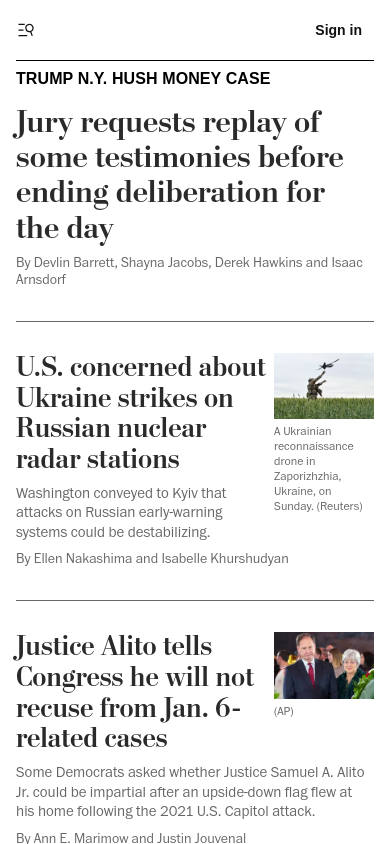 Sign in
TRUMP N.Y. HUSH MONEY CASE
Jury requests replay of
some testimonies before
ending deliberation for
the day
By Devlin Barrett, Shayna Jacobs, Derek Hawkins and Isaac
Arnsdorf
U.S. concerned about
Ukraine strikes on
Russian nuclear
radar stations
Washington conveyed to Kyiv that
attacks on Russian early-warning
systems could be destabilizing.
By Ellen Nakashima and Isabelle Khurshudyan
A Ukrainian
reconnaissance
drone in
Zaporizhzhia,
Ukraine, on
Sunday. (Reuters)
Justice Alito tells
Congress he will not
recuse from Jan. 6-
related cases
(AP)
Some Democrats asked whether Justice Samuel A. Alito
Jr. could be impartial after an upside-down flag flew at
his home following the 2021 U.S. Capitol attack.
By Ann E. Marimow and Justin Jouvenal